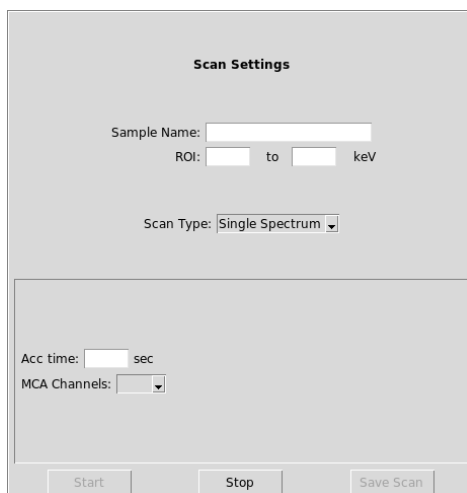 Scan Settings
Sample Name:
ROI: to keV
Scan Type: Single Spectrum
Acc time: sec
MCA Channels:
Start Stop Save Scan